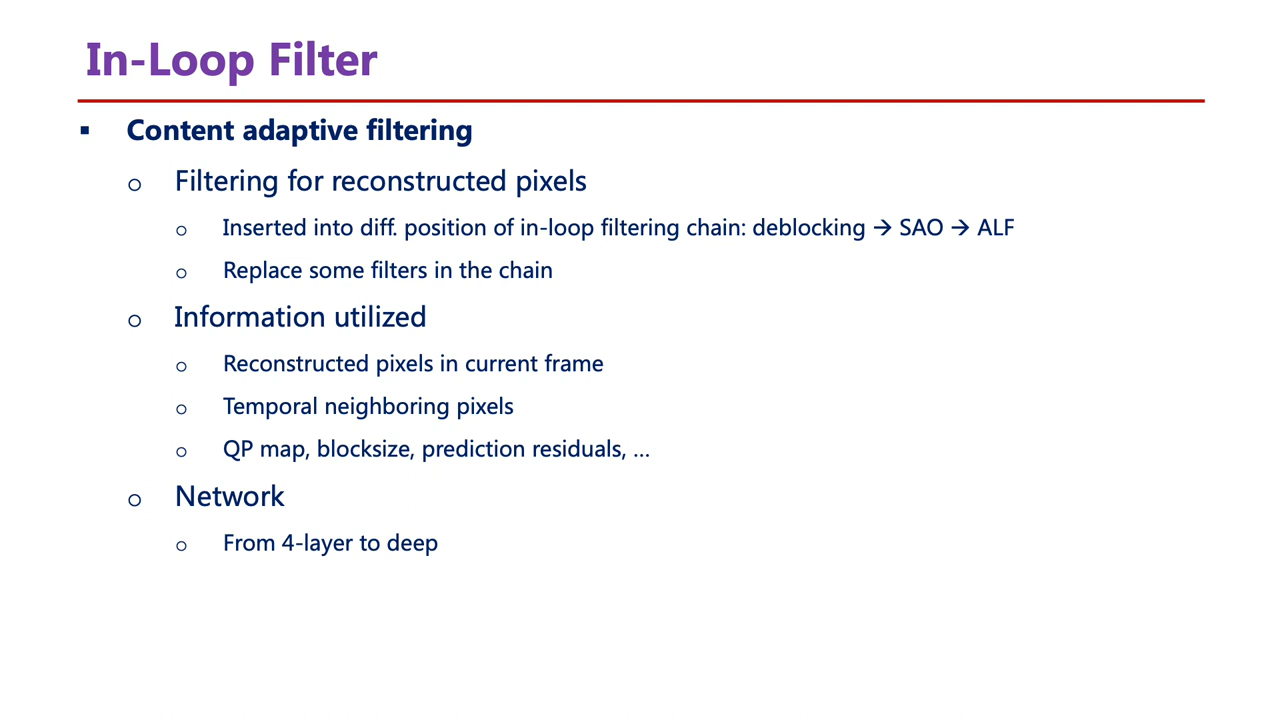 In-Loop Filter
▪ Content adaptive filtering
o Filtering for reconstructed pixels
o Inserted into diff. position of in-loop filtering chain: deblocking → SAO → ALF
o Replace some filters in the chain
o Information utilized
o Reconstructed pixels in current frame
o Temporal neighboring pixels
o QP map, blocksize, prediction residuals, ...
o Network
o From 4-layer to deep